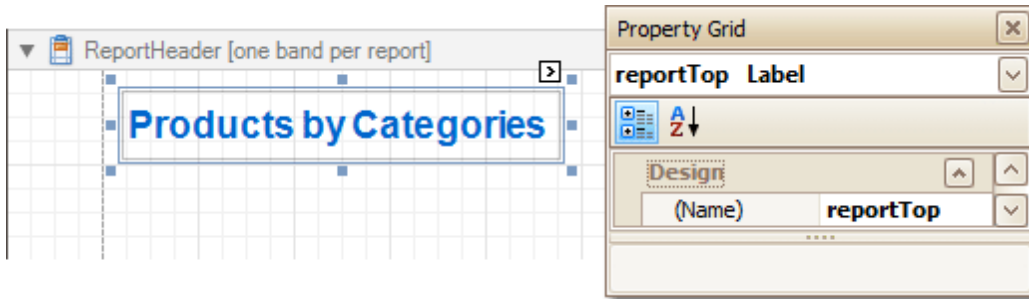 ReportHeader [one band per report]
Products by Categories
Property Grid
reportTop Label
A
Z
Design
(Name) reportTop